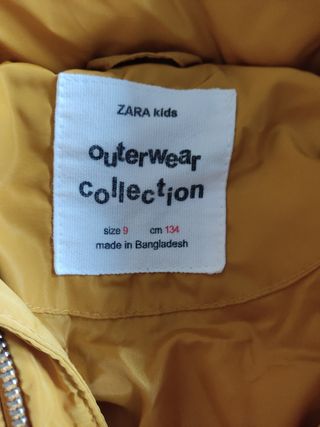 ZARA kids
outerwear
collection
size 9 cm 134
made in Bangladesh